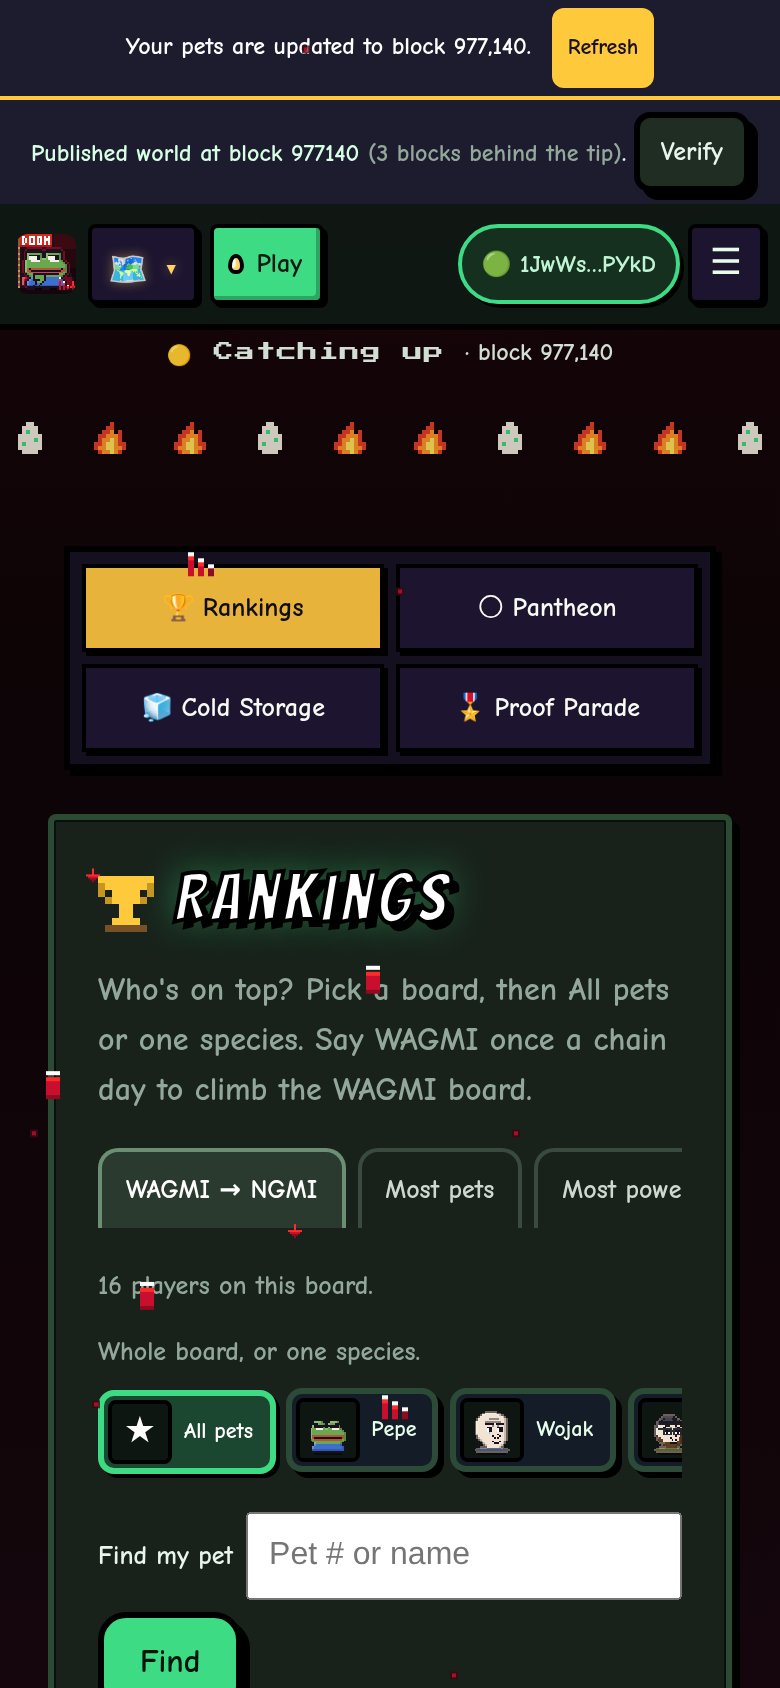 Your pets are updated to block 977,140. Refresh
Published world at block 977140 (3 blocks behind the tip). Verify
DOOM
Play
1JwWs...PYkD
Catching up · block 977,140
Rankings
Pantheon
Cold Storage
Proof Parade
RANKINGS
Who's on top? Pick a board, then All pets
or one species. Say WAGMI once a chain
day to climb the WAGMI board.
WAGMI → NGMI
Most pets
Most powe
16 players on this board.
Whole board, or one species.
All pets
Pepe
Wojak
Find my pet
Pet # or name
Find